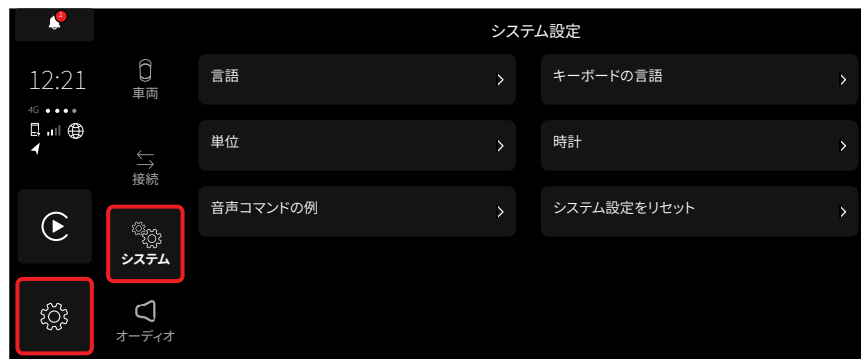 2
システム設定
12:21
4G
車両
接続
システム
オーディオ
言語
キーボードの言語
単位
時計
音声コマンドの例
システム設定をリセット